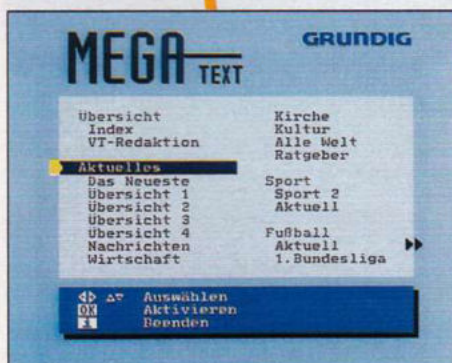 MEGA TEXT
GRUNDIG
Übersicht
Index
VT-Redaktion
Aktuelles
Das Neueste
Übersicht 1
Übersicht 2
Übersicht 3
Übersicht 4
Nachrichten
Wirtschaft
Kirche
Kultur
Alle Welt
Ratgeber
Sport
Sport 2
Aktuell
Fußball
Aktuell
1.Bundesliga
Auswählen
OK Aktivieren
i Beenden